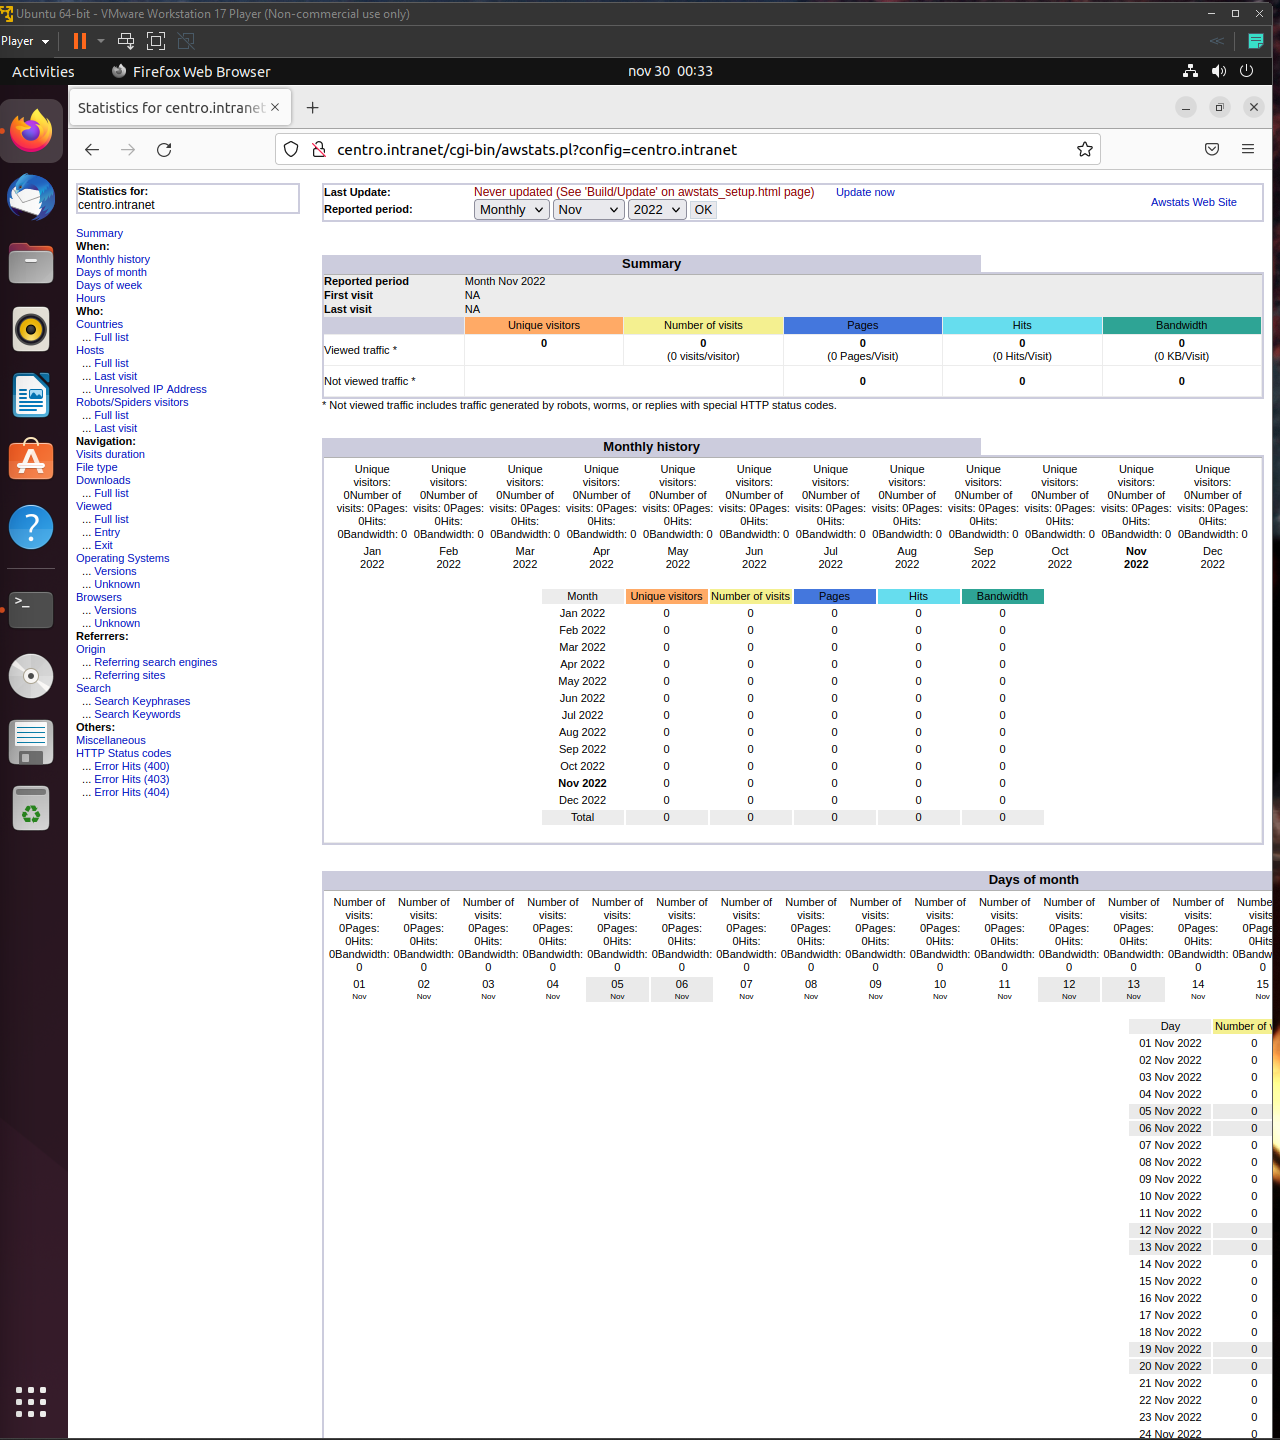 Ubuntu 64-bit - VMware Workstation 17 Player (Non-commercial use only)
Player
Activities Firefox Web Browser nov 30 00:33
Statistics for centro.intranet
centro.intranet/cgi-bin/awstats.pl?config=centro.intranet
Statistics for:
centro.intranet
Summary
When:
Monthly history
Days of month
Days of week
Hours
Who:
Countries
... Full list
Hosts
... Full list
... Last visit
... Unresolved IP Address
Robots/Spiders visitors
... Full list
... Last visit
Navigation:
Visits duration
File type
Downloads
... Full list
Viewed
... Full list
... Entry
... Exit
Operating Systems
... Versions
... Unknown
Browsers
... Versions
... Unknown
Referrers:
Origin
... Referring search engines
... Referring sites
Search
... Search Keyphrases
... Search Keywords
Others:
Miscellaneous
HTTP Status codes
... Error Hits (400)
... Error Hits (403)
... Error Hits (404)
Last Update: Never updated (See 'Build/Update' on awstats_setup.html page) Update now
Reported period: Monthly Nov 2022 OK
Awstats Web Site
Summary
Reported period Month Nov 2022
First visit NA
Last visit NA
Unique visitors Number of visits Pages Hits Bandwidth
Viewed traffic * 0 0 0 0 0
(0 visits/visitor) (0 Pages/Visit) (0 Hits/Visit) (0 KB/Visit)
Not viewed traffic * 0 0 0
* Not viewed traffic includes traffic generated by robots, worms, or replies with special HTTP status codes.
Monthly history
Unique Unique Unique Unique Unique Unique Unique Unique Unique Unique Unique Unique
visitors: visitors: visitors: visitors: visitors: visitors: visitors: visitors: visitors: visitors: visitors: visitors:
0Number of 0Number of 0Number of 0Number of 0Number of 0Number of 0Number of 0Number of 0Number of 0Number of 0Number of 0Number of
visits: 0Pages: visits: 0Pages: visits: 0Pages: visits: 0Pages: visits: 0Pages: visits: 0Pages: visits: 0Pages: visits: 0Pages: visits: 0Pages: visits: 0Pages: visits: 0Pages: visits: 0Pages:
0Hits: 0Hits: 0Hits: 0Hits: 0Hits: 0Hits: 0Hits: 0Hits: 0Hits: 0Hits: 0Hits: 0Hits:
0Bandwidth: 0 0Bandwidth: 0 0Bandwidth: 0 0Bandwidth: 0 0Bandwidth: 0 0Bandwidth: 0 0Bandwidth: 0 0Bandwidth: 0 0Bandwidth: 0 0Bandwidth: 0 0Bandwidth: 0 0Bandwidth: 0
Jan Feb Mar Apr May Jun Jul Aug Sep Oct Nov Dec
2022 2022 2022 2022 2022 2022 2022 2022 2022 2022 2022 2022
Month Unique visitors Number of visits Pages Hits Bandwidth
Jan 2022 0 0 0 0 0
Feb 2022 0 0 0 0 0
Mar 2022 0 0 0 0 0
Apr 2022 0 0 0 0 0
May 2022 0 0 0 0 0
Jun 2022 0 0 0 0 0
Jul 2022 0 0 0 0 0
Aug 2022 0 0 0 0 0
Sep 2022 0 0 0 0 0
Oct 2022 0 0 0 0 0
Nov 2022 0 0 0 0 0
Dec 2022 0 0 0 0 0
Total 0 0 0 0 0
Days of month
Number of Number of Number of Number of Number of Number of Number of Number of Number of Number of Number of Number of Number of Number of
visits: visits: visits: visits: visits: visits: visits: visits: visits: visits: visits: visits: visits: visits: visits
0Pages: 0Pages: 0Pages: 0Pages: 0Pages: 0Pages: 0Pages: 0Pages: 0Pages: 0Pages: 0Pages: 0Pages: 0Pages: 0Pages:
0Hits: 0Hits: 0Hits: 0Hits: 0Hits: 0Hits: 0Hits: 0Hits: 0Hits: 0Hits: 0Hits: 0Hits: 0Hits: 0Hits: 0Hits
0Bandwidth: 0Bandwidth: 0Bandwidth: 0Bandwidth: 0Bandwidth: 0Bandwidth: 0Bandwidth: 0Bandwidth: 0Bandwidth: 0Bandwidth: 0Bandwidth: 0Bandwidth: 0Bandwidth: 0Bandwidth:
0 0 0 0 0 0 0 0 0 0 0 0 0 0
01 02 03 04 05 06 07 08 09 10 11 12 13 14 15
Nov Nov Nov Nov Nov Nov Nov Nov Nov Nov Nov Nov Nov Nov Nov
Day Number of
01 Nov 2022 0
02 Nov 2022 0
03 Nov 2022 0
04 Nov 2022 0
05 Nov 2022 0
06 Nov 2022 0
07 Nov 2022 0
08 Nov 2022 0
09 Nov 2022 0
10 Nov 2022 0
11 Nov 2022 0
12 Nov 2022 0
13 Nov 2022 0
14 Nov 2022 0
15 Nov 2022 0
16 Nov 2022 0
17 Nov 2022 0
18 Nov 2022 0
19 Nov 2022 0
20 Nov 2022 0
21 Nov 2022 0
22 Nov 2022 0
23 Nov 2022 0
24 Nov 2022 0